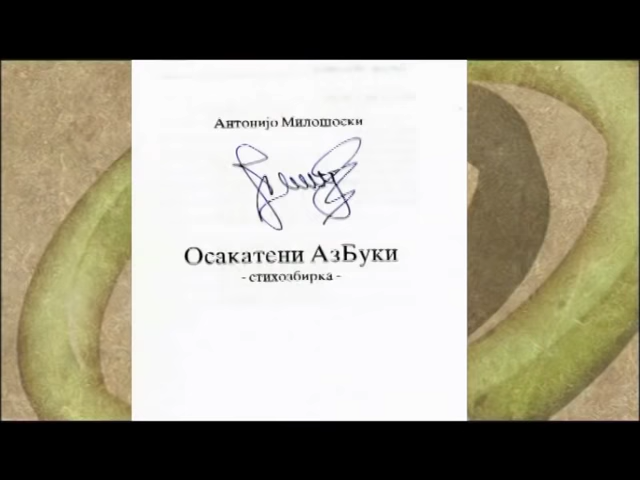 Антонијо Милошоски
Осакатени АзБуки
- стихозбирка -